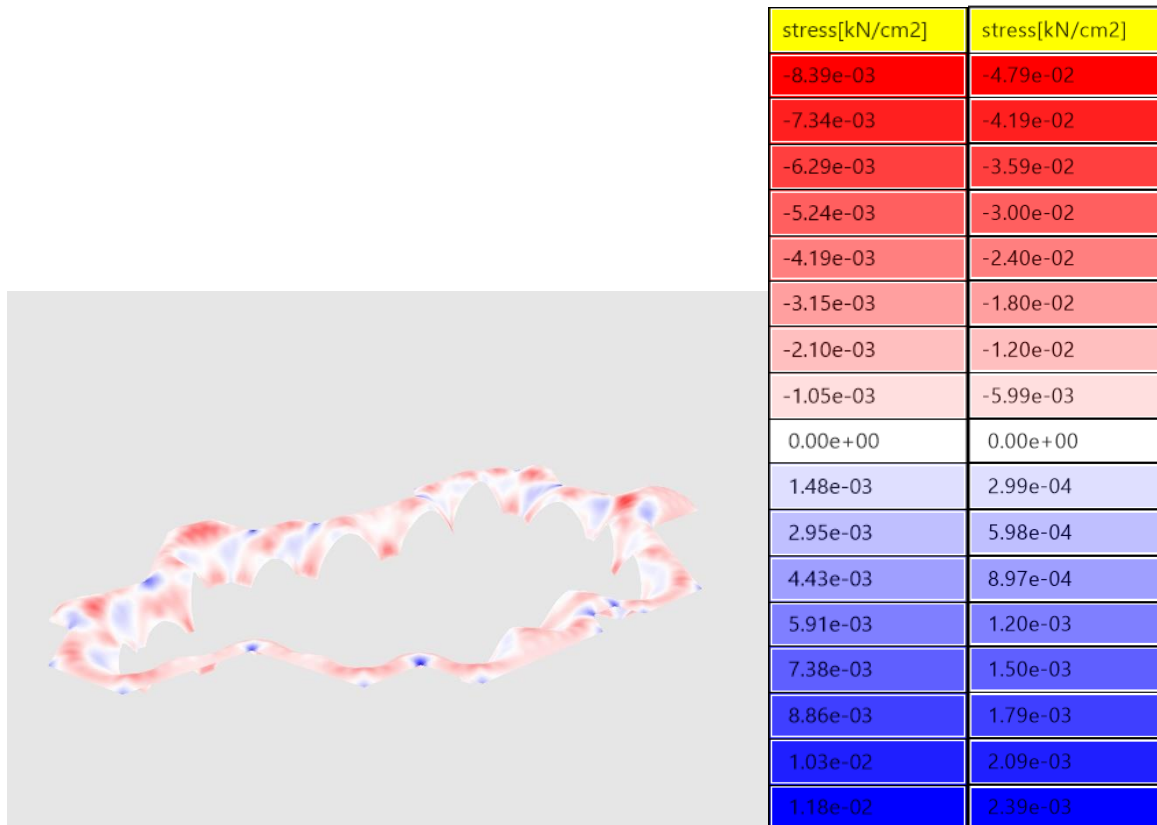 stress[kN/cm2] stress[kN/cm2]
-8.39e-03 -4.79e-02
-7.34e-03 -4.19e-02
-6.29e-03 -3.59e-02
-5.24e-03 -3.00e-02
-4.19e-03 -2.40e-02
-3.15e-03 -1.80e-02
-2.10e-03 -1.20e-02
-1.05e-03 -5.99e-03
0.00e+00 0.00e+00
1.48e-03 2.99e-04
2.95e-03 5.98e-04
4.43e-03 8.97e-04
5.91e-03 1.20e-03
7.38e-03 1.50e-03
8.86e-03 1.79e-03
1.03e-02 2.09e-03
1.18e-02 2.39e-03